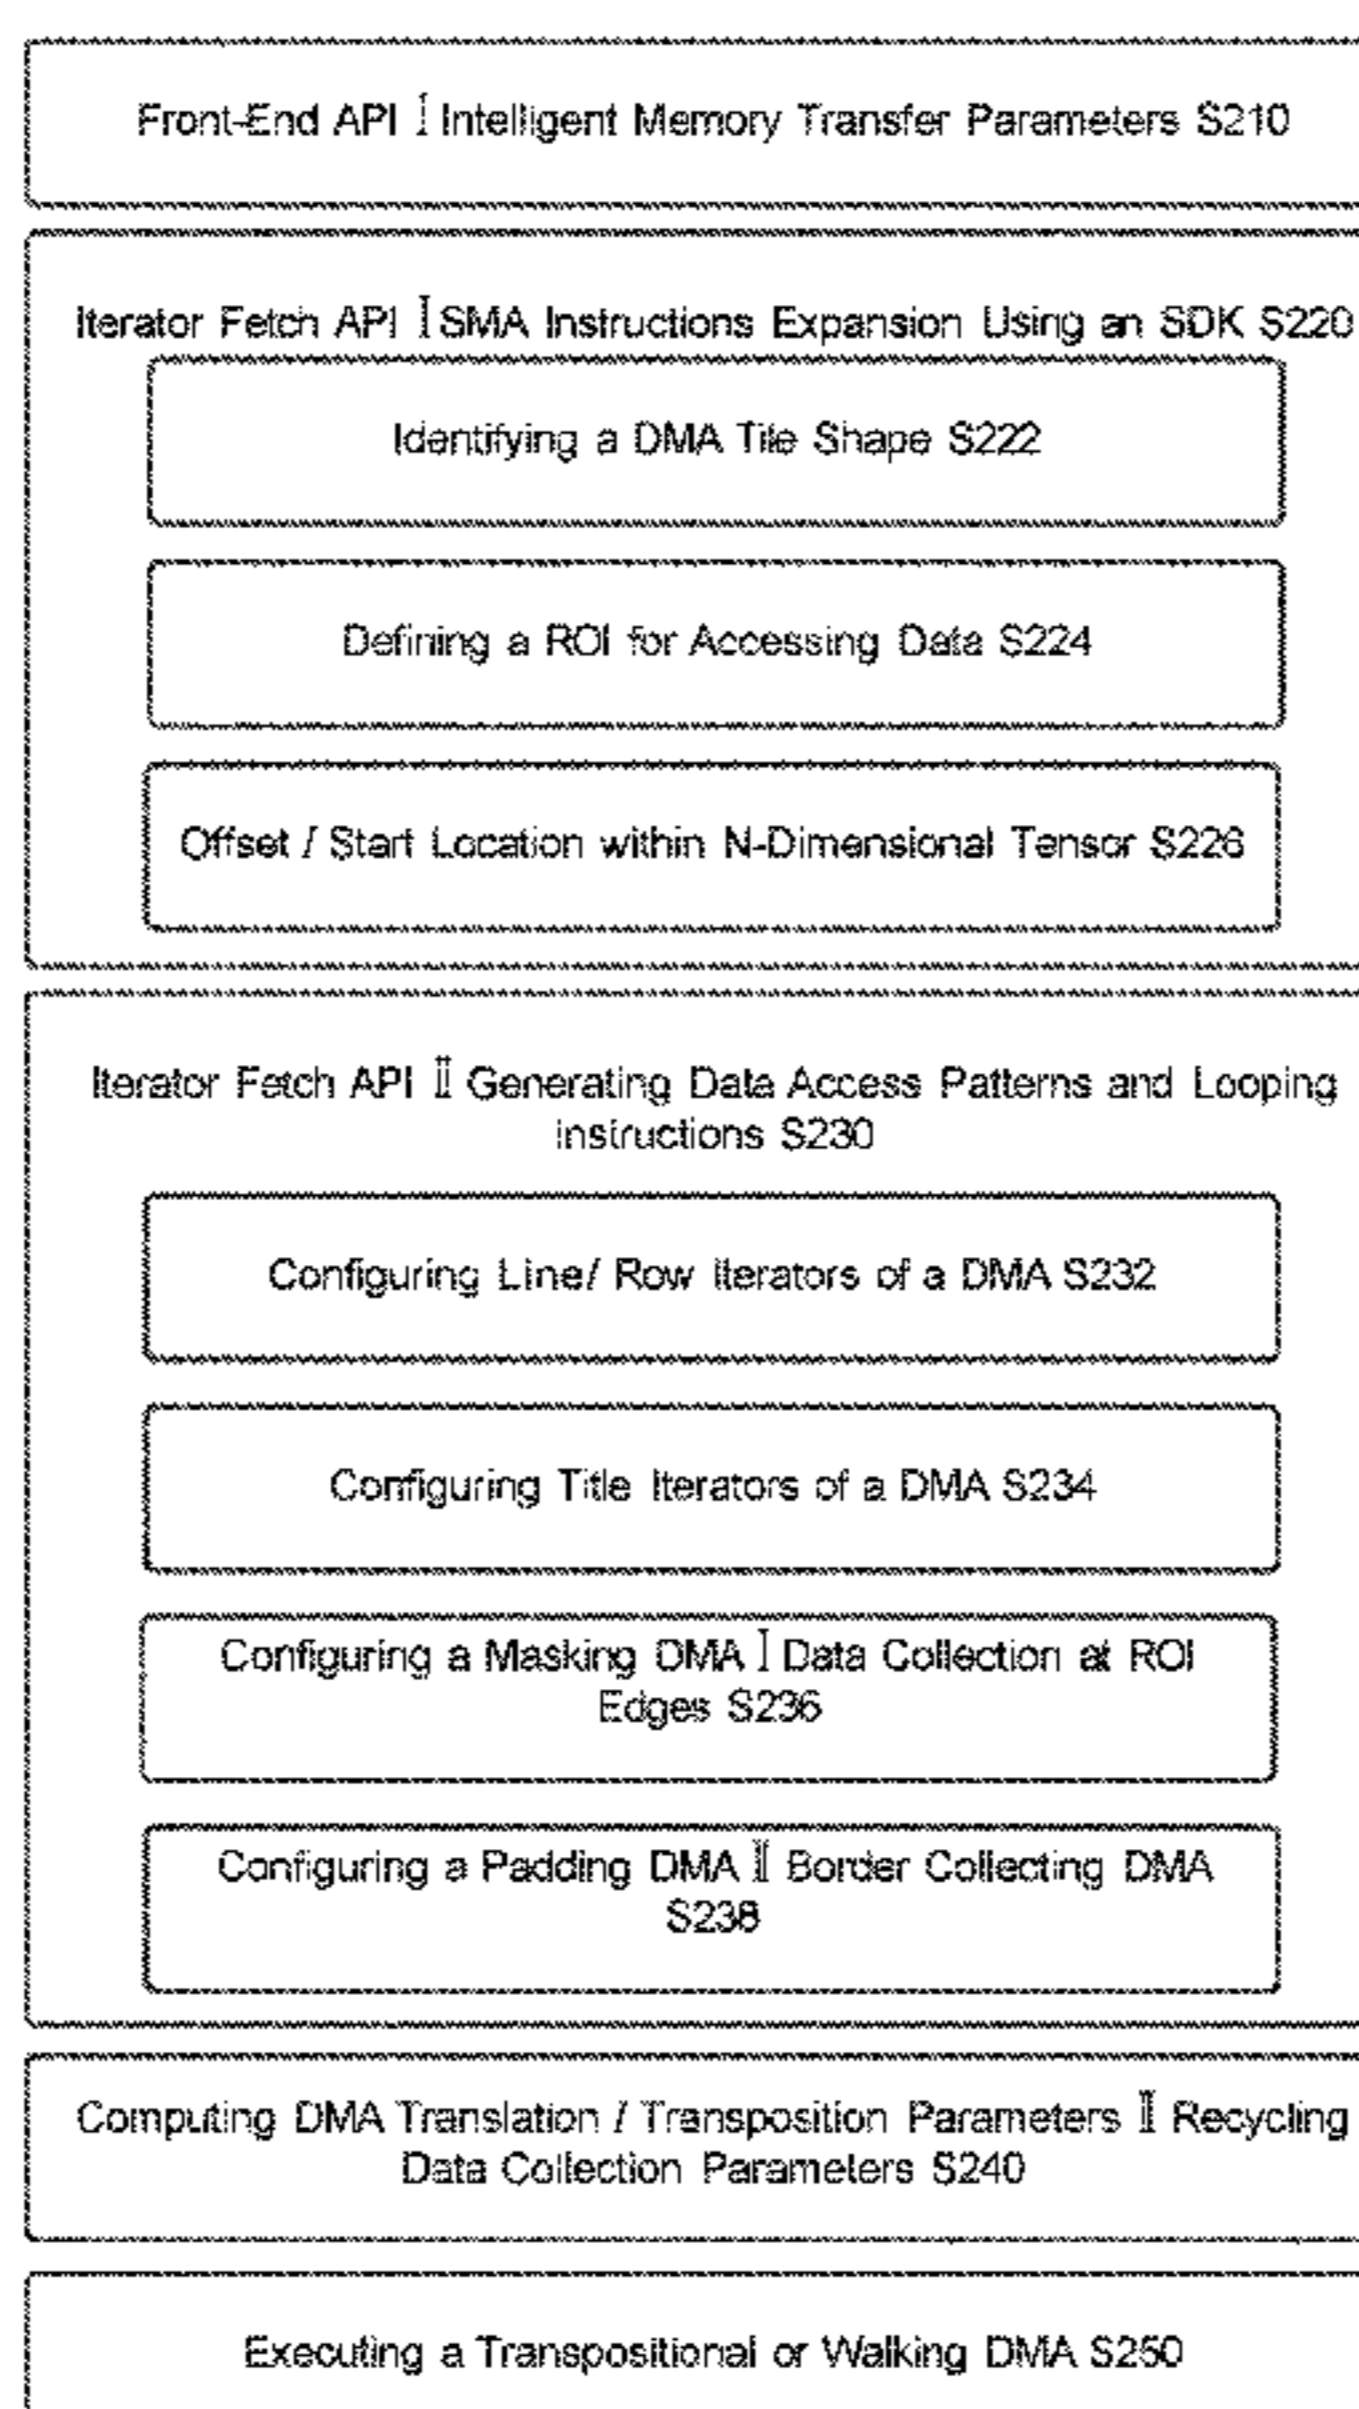 Front-End API I Intelligent Memory Transfer Parameters S210
Iterator Fetch API I SMA Instructions Expansion Using an SDK S220
Identifying a DMA Tile Shape S222
Defining a ROI for Accessing Data S224
Offset / Start Location within N-Dimensional Tensor S226
Iterator Fetch API II Generating Data Access Patterns and Looping
Instructions S230
Configuring Line/ Row Iterators of a DMA S232
Configuring Title Iterators of a DMA S234
Configuring a Masking DMA I Data Collection at ROI
Edges S236
Configuring a Padding DMA II Border Collecting DMA
S238
Computing DMA Translation / Transposition Parameters II Recycling
Data Collection Parameters S240
Executing a Transpositional or Walking DMA S250